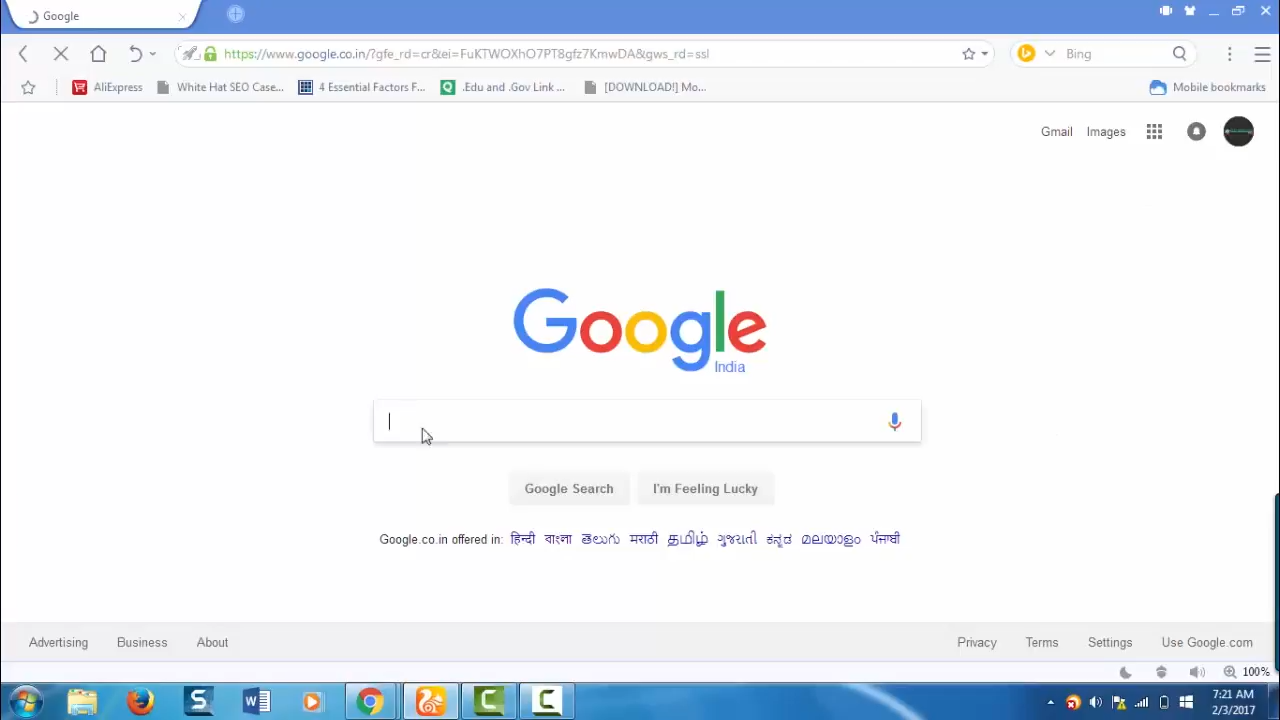 Google
https://www.google.co.in/?gfe_rd=cr&ei=FuKTWOXhO7PT8gfz7KmwDA&gws_rd=ssl
Bing
AliExpress
White Hat SEO Case...
4 Essential Factors F...
.Edu and .Gov Link ...
[DOWNLOAD!] Mo...
Mobile bookmarks
Gmail
Images
Google
India
Google Search
I'm Feeling Lucky
Google.co.in offered in: हिन्दी বাংলা తెలుగు मराठी தமிழ் ગુજરાતી ಕನ್ನಡ മലയാളം ਪੰਜਾਬੀ
Advertising
Business
About
Privacy
Terms
Settings
Use Google.com
100%
7:21 AM
2/3/2017